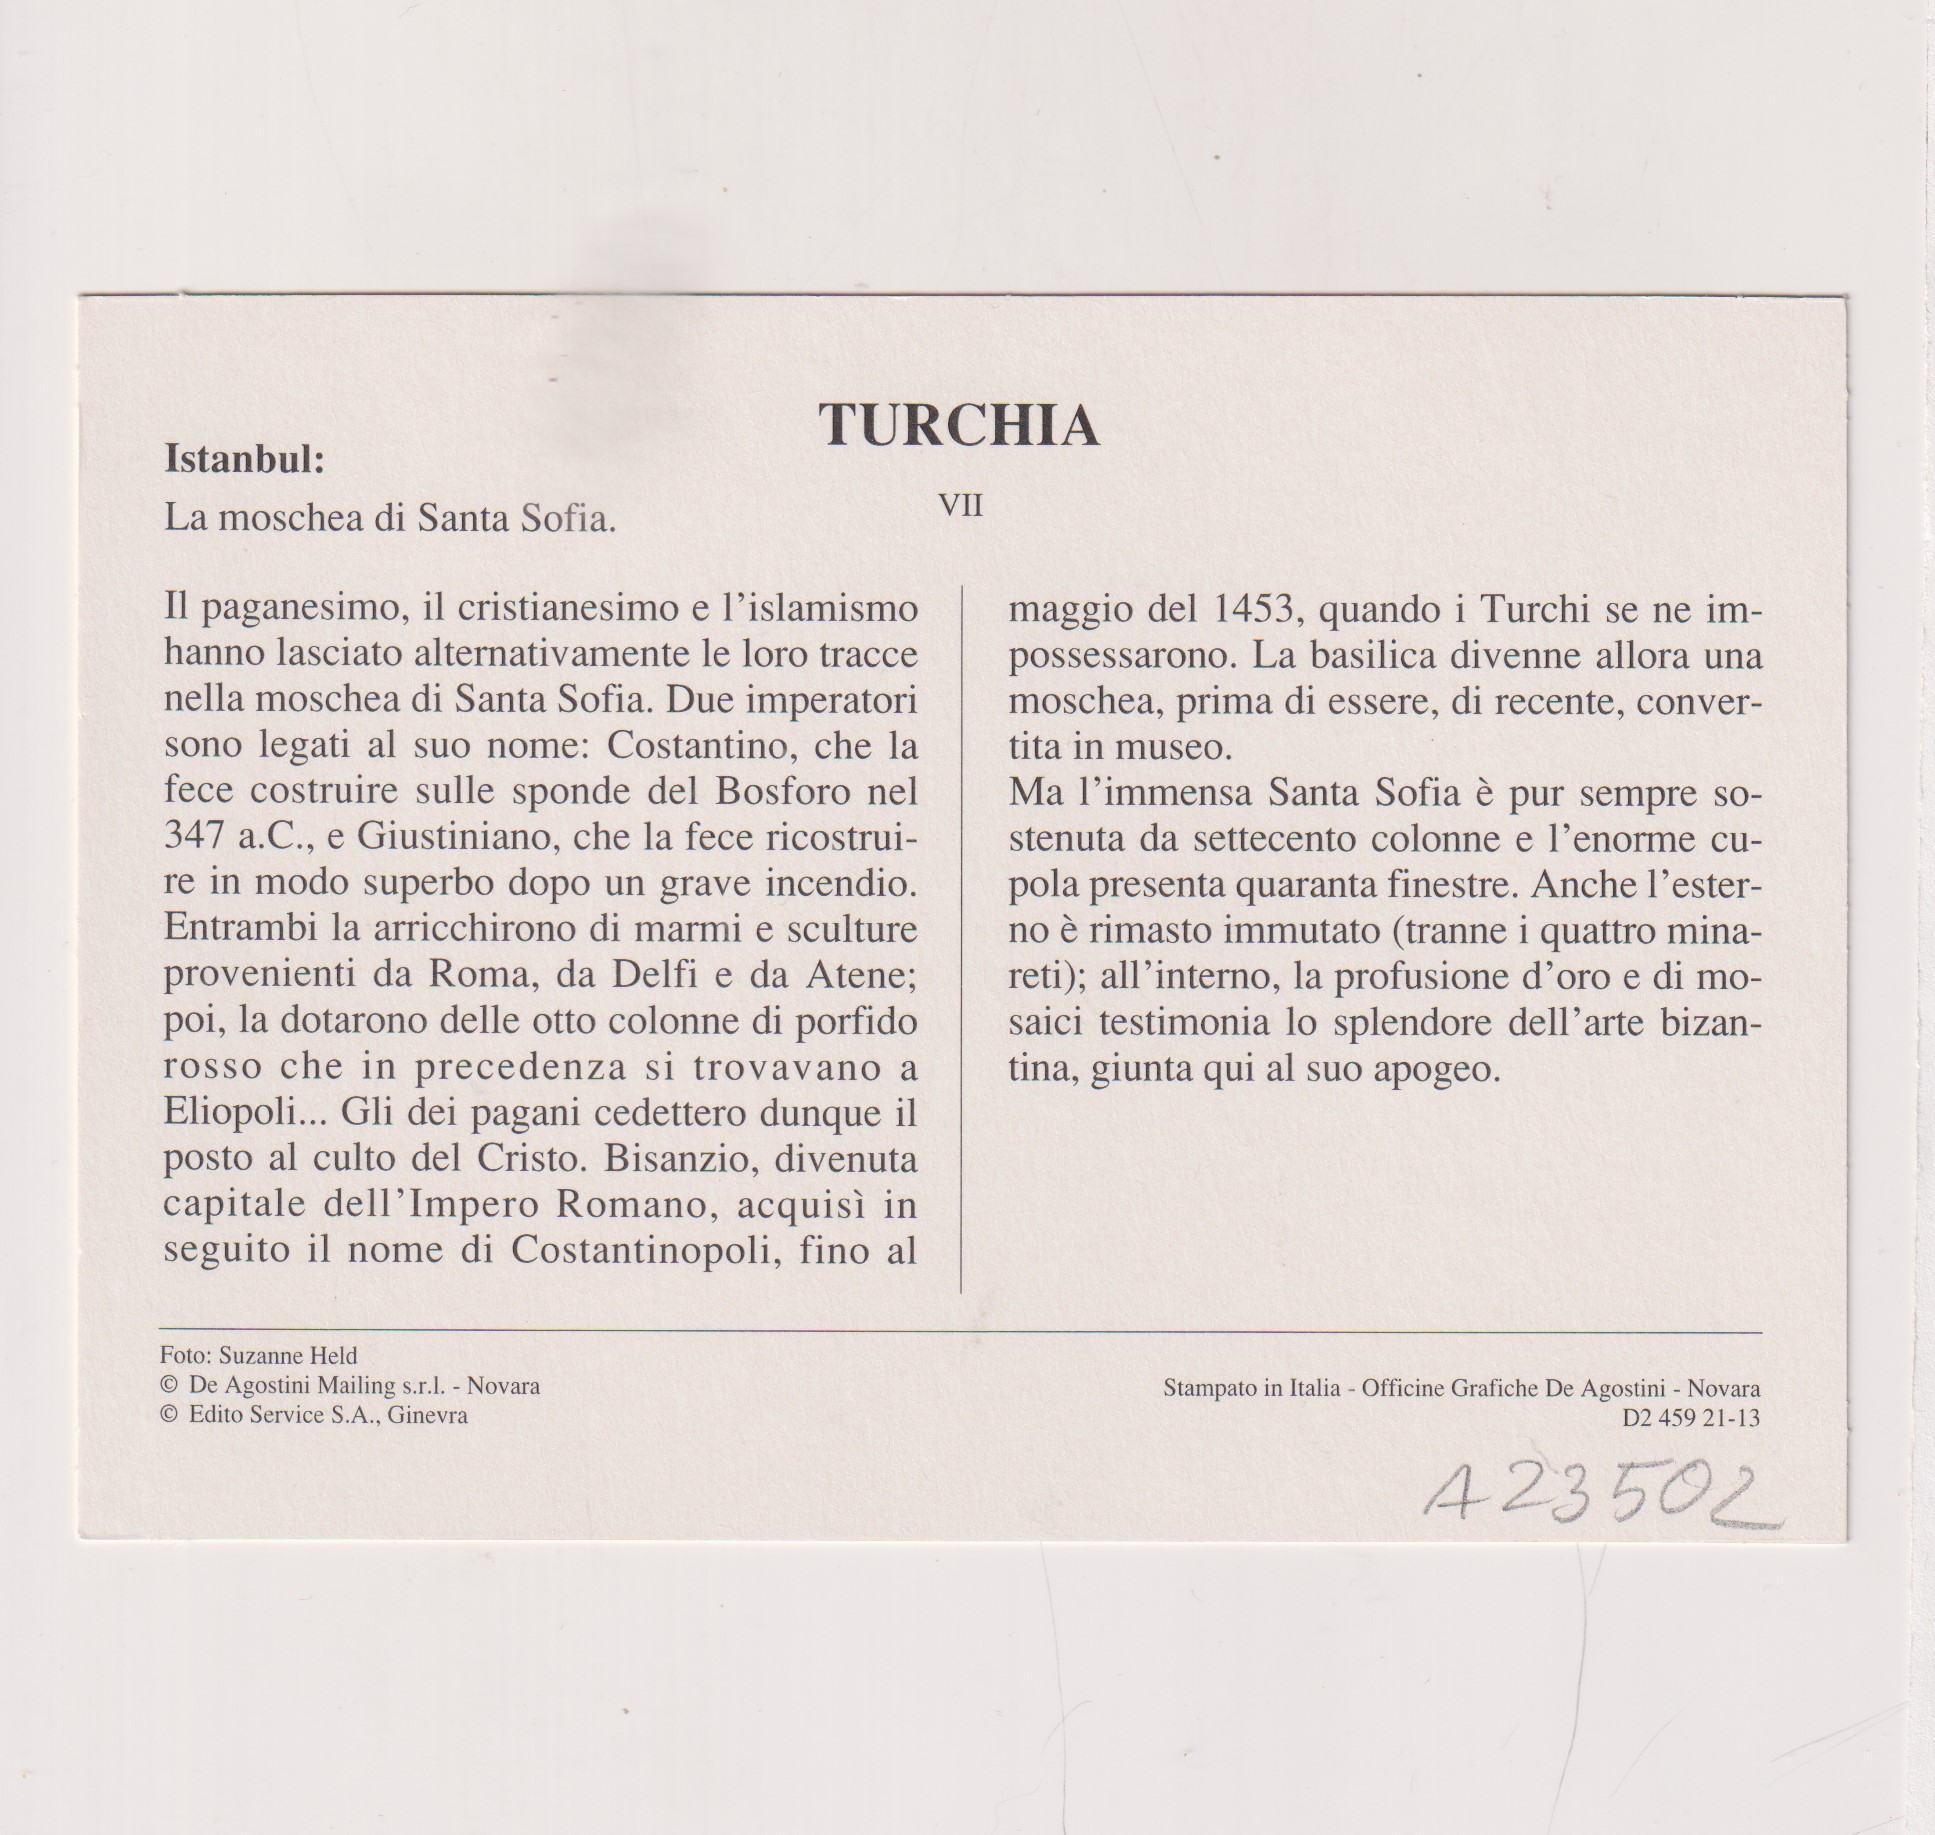 TURCHIA
VII
Istanbul:
La moschea di Santa Sofia.
Il paganesimo, il cristianesimo e l'islamismo
hanno lasciato alternativamente le loro tracce
nella moschea di Santa Sofia. Due imperatori
sono legati al suo nome: Costantino, che la
fece costruire sulle sponde del Bosforo nel
347 a.C., e Giustiniano, che la fece ricostrui-
re in modo superbo dopo un grave incendio.
Entrambi la arricchirono di marmi e sculture
provenienti da Roma, da Delfi e da Atene;
poi, la dotarono delle otto colonne di porfido
rosso che in precedenza si trovavano a
Eliopoli... Gli dei pagani cedettero dunque il
posto al culto del Cristo. Bisanzio, divenuta
capitale dell'Impero Romano, acquisì in
seguito il nome di Costantinopoli, fino al
maggio del 1453, quando i Turchi se ne im-
possessarono. La basilica divenne allora una
moschea, prima di essere, di recente, conver-
tita in museo.
Ma l'immensa Santa Sofia è pur sempre so-
stenuta da settecento colonne e l'enorme cu-
pola presenta quaranta finestre. Anche l'ester-
no è rimasto immutato (tranne i quattro mina-
reti); all'interno, la profusione d'oro e di mo-
saici testimonia lo splendore dell'arte bizan-
tina, giunta qui al suo apogeo.
Foto: Suzanne Held
© De Agostini Mailing s.r.l. - Novara
© Edito Service S.A., Ginevra
Stampato in Italia - Officine Grafiche De Agostini - Novara
D2 459 21-13
A23502